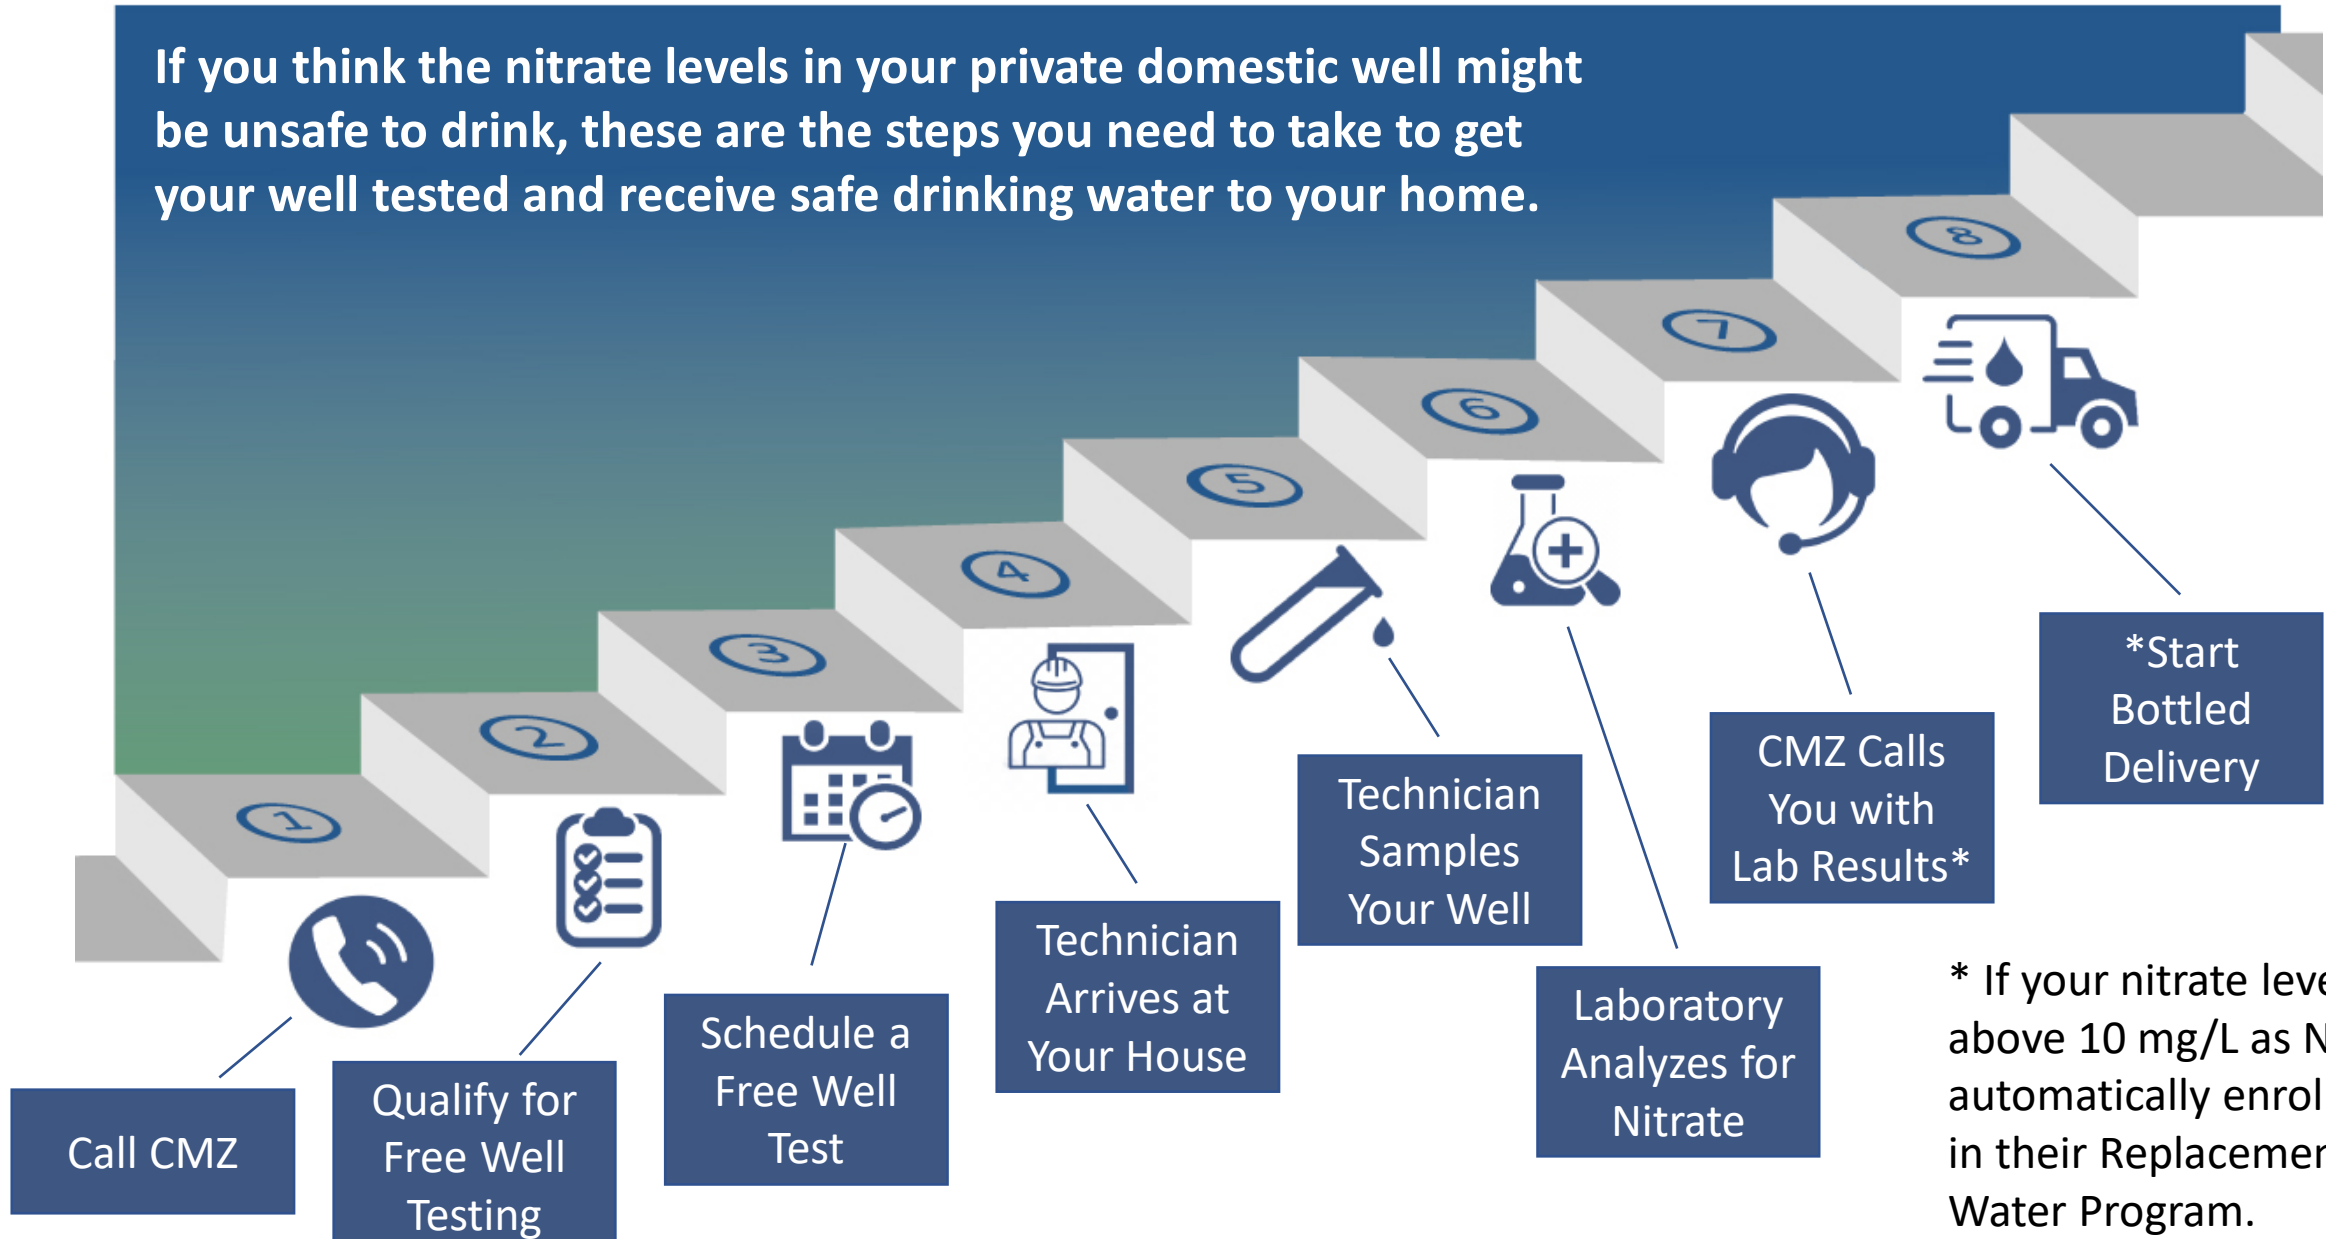 If you think the nitrate levels in your private domestic well might
be unsafe to drink, these are the steps you need to take to get
your well tested and receive safe drinking water to your home.
1
Call CMZ
2
Qualify for
Free Well
Testing
3
Schedule a
Free Well
Test
4
Technician
Arrives at
Your House
5
Technician
Samples
Your Well
6
Laboratory
Analyzes for
Nitrate
7
CMZ Calls
You with
Lab Results*
8
*Start
Bottled
Delivery
* If your nitrate
above 10 mg/L as
automatically
in their
Water Program.